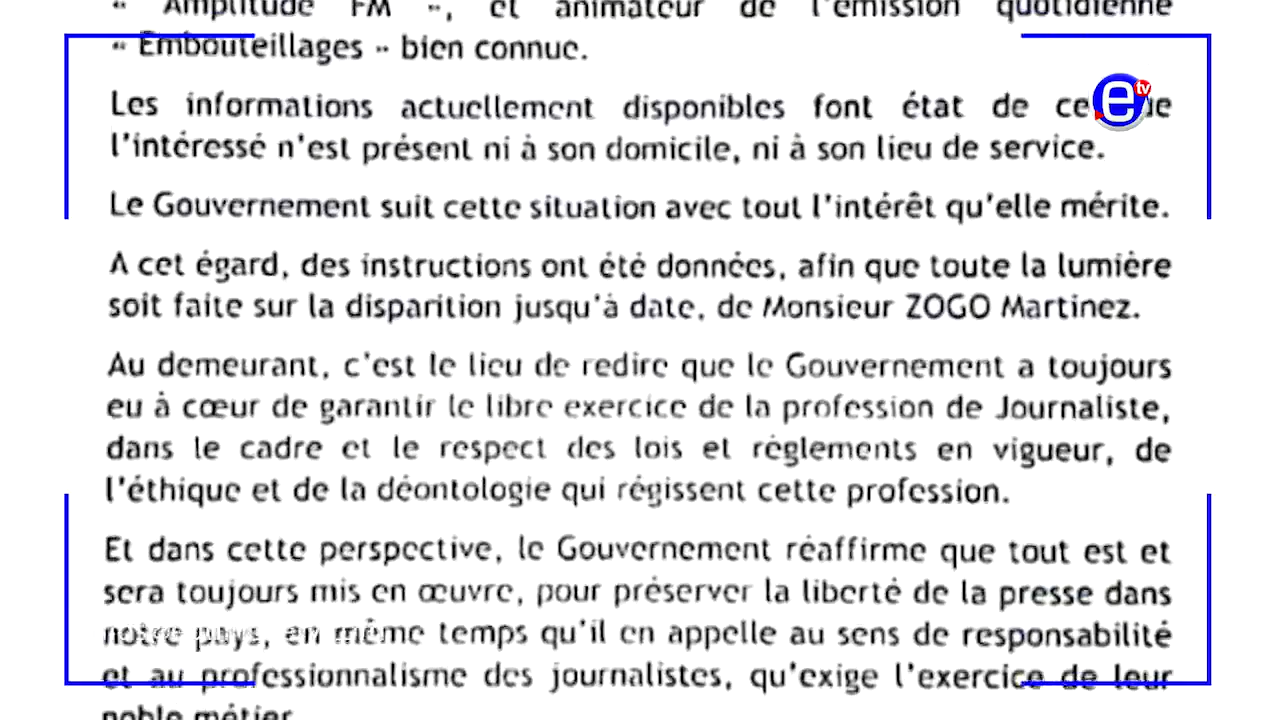 « Amplitude FM », et animateur de l'émission quotidienne
« Embouteillages » bien connue.
Les informations actuellement disponibles font état de ce
l'intéressé n'est présent ni à son domicile, ni à son lieu de service.
Le Gouvernement suit cette situation avec tout l'intérêt qu'elle mérite.
A cet égard, des instructions ont été données, afin que toute la lumière
soit faite sur la disparition jusqu'à date, de Monsieur ZOGO Martinez.
Au demeurant, c'est le lieu de redire que le Gouvernement a toujours
eu à cœur de garantir le libre exercice de la profession de Journaliste,
dans le cadre et le respect des lois et règlements en vigueur, de
l'éthique et de la déontologie qui régissent cette profession.
Et dans cette perspective, le Gouvernement réaffirme que tout est et
sera toujours mis en œuvre, pour préserver la liberté de la presse dans
notre pays, en même temps qu'il en appelle au sens de responsabilité
et au professionnalisme des journalistes, qu'exige l'exercice de leur
noble métier
e tv